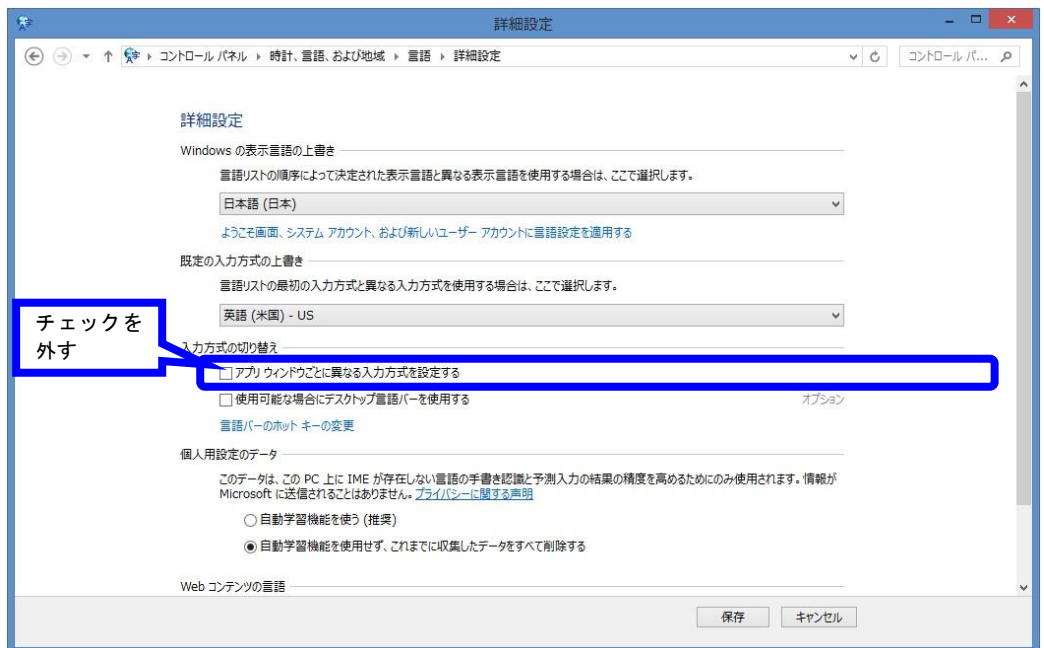 詳細設定
コントロール パネル 時計、言語、および地域 言語 詳細設定 コントロール パ...
詳細設定
Windows の表示言語の上書き
言語リストの順序によって決定された表示言語と異なる表示言語を使用する場合は、ここで選択します。
日本語 (日本)
ようこそ画面、システム アカウント、および新しいユーザー アカウントに言語設定を適用する
既定の入力方式の上書き
言語リストの最初の入力方式と異なる入力方式を使用する場合は、ここで選択します。
英語 (米国) - US
チェックを
外す
入力方式の切り替え
アプリ ウィンドウごとに異なる入力方式を設定する
使用可能な場合にデスクトップ言語バーを使用する オプション
言語バーのホット キーの変更
個人用設定のデータ
このデータは、この PC 上に IME が存在しない言語の手書き認識と予測入力の結果の精度を高めるためにのみ使用されます。情報が
Microsoft に送信されることはありません。プライバシーに関する声明
自動学習機能を使う (推奨)
自動学習機能を使用せず、これまでに収集したデータをすべて削除する
Web コンテンツの言語
保存 キャンセル